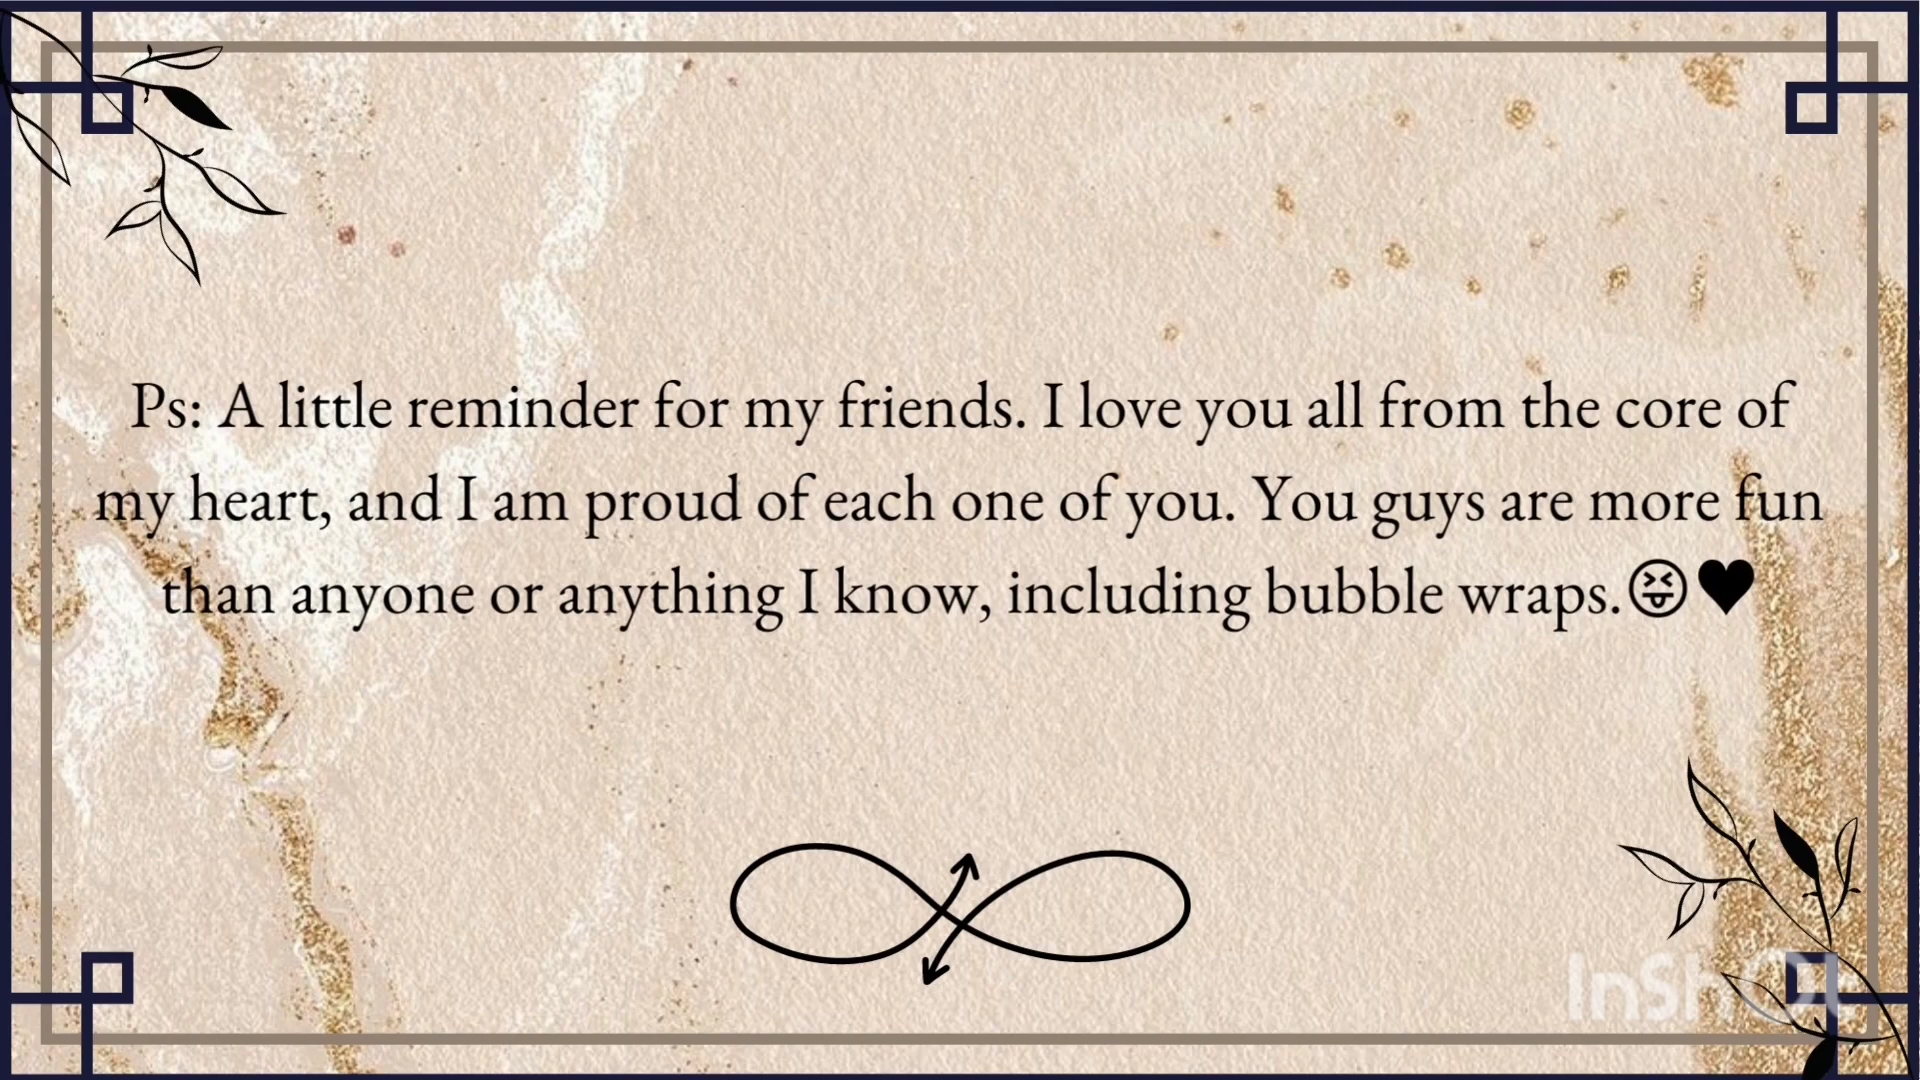 Ps: A little reminder for my friends. I love you all from the core of
my heart, and I am proud of each one of you. You guys are more fun
than anyone or anything I know, including bubble wraps.😝♥
InShOt